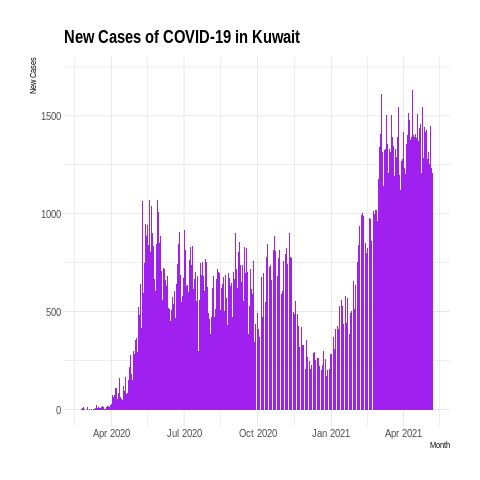 New Cases of COVID-19 in Kuwait
New Cases
1500
1000
500
0
Apr 2020 Jul 2020 Oct 2020 Jan 2021 Apr 2021
Month